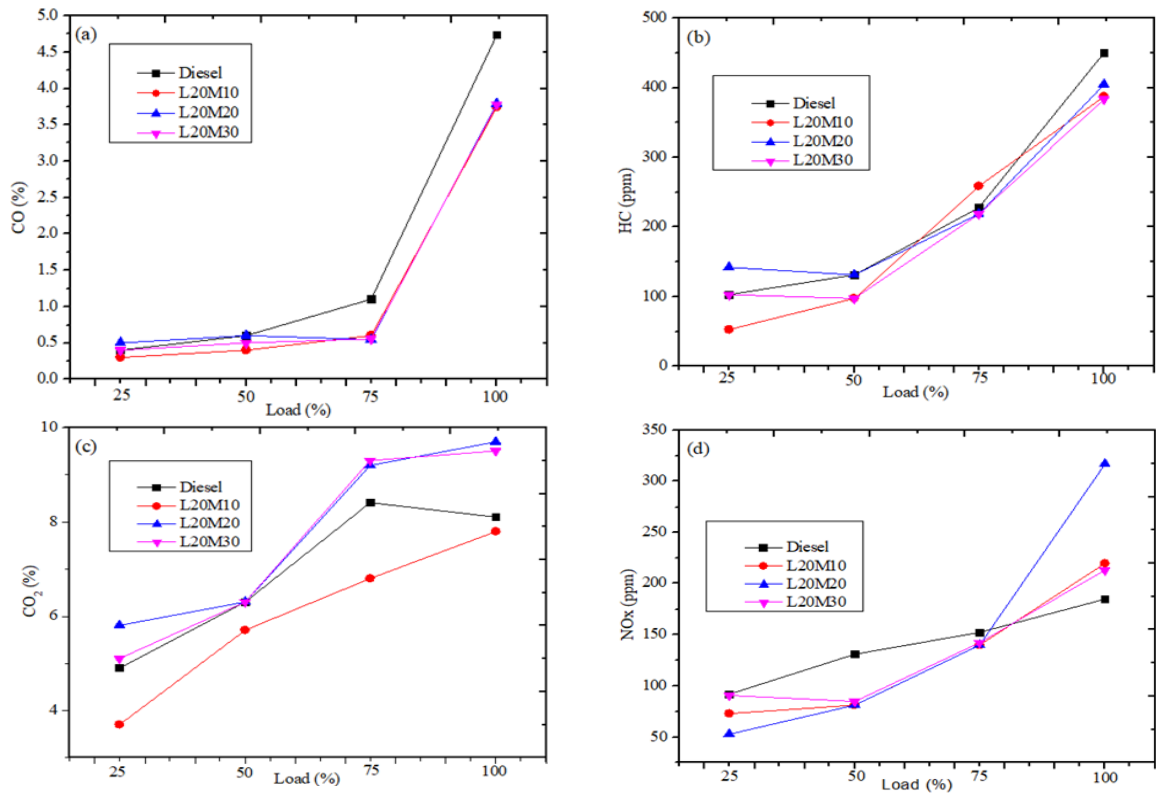 (a)
Diesel
L20M10
L20M20
L20M30
CO (%)
5.0
4.5
4.0
3.5
3.0
2.5
2.0
1.5
1.0
0.5
0.0
25 50 75 100
Load (%)
(b)
Diesel
L20M10
L20M20
L20M30
HC (ppm)
500
400
300
200
100
0
25 50 75 100
Load (%)
(c)
Diesel
L20M10
L20M20
L20M30
CO₂ (%)
10
8
6
4
25 50 75 100
Load (%)
(d)
Diesel
L20M10
L20M20
L20M30
NOx (ppm)
350
300
250
200
150
100
50
25 50 75 100
Load (%)